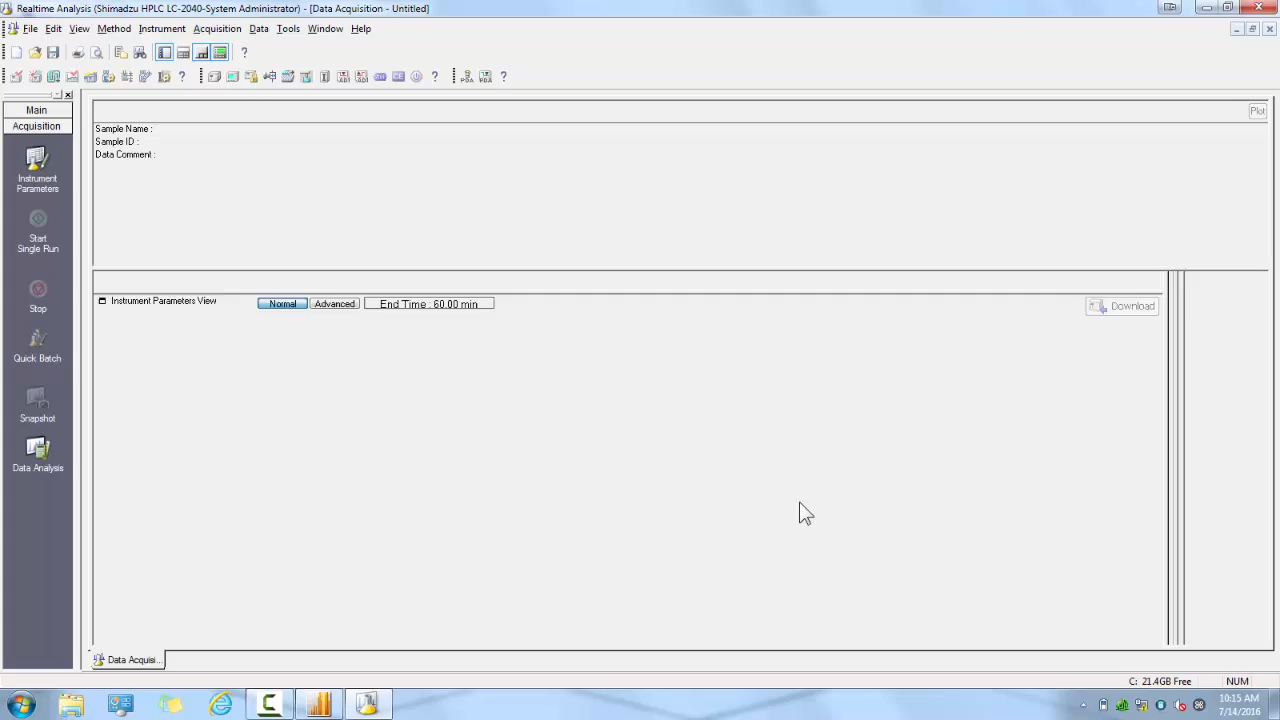 Realtime Analysis (Shimadzu HPLC LC-2040-System Administrator) - [Data Acquisition - Untitled]
File Edit View Method Instrument Acquisition Data Tools Window Help
Main
Acquisition
Plot
Sample Name :
Sample ID :
Data Comment :
Instrument
Parameters
Start
Single Run
Stop
Quick Batch
Snapshot
Data Analysis
Instrument Parameters View Normal Advanced End Time : 60.00 min Download
Data Acquisi...
C: 21.4GB Free NUM
10:15 AM
7/14/2016